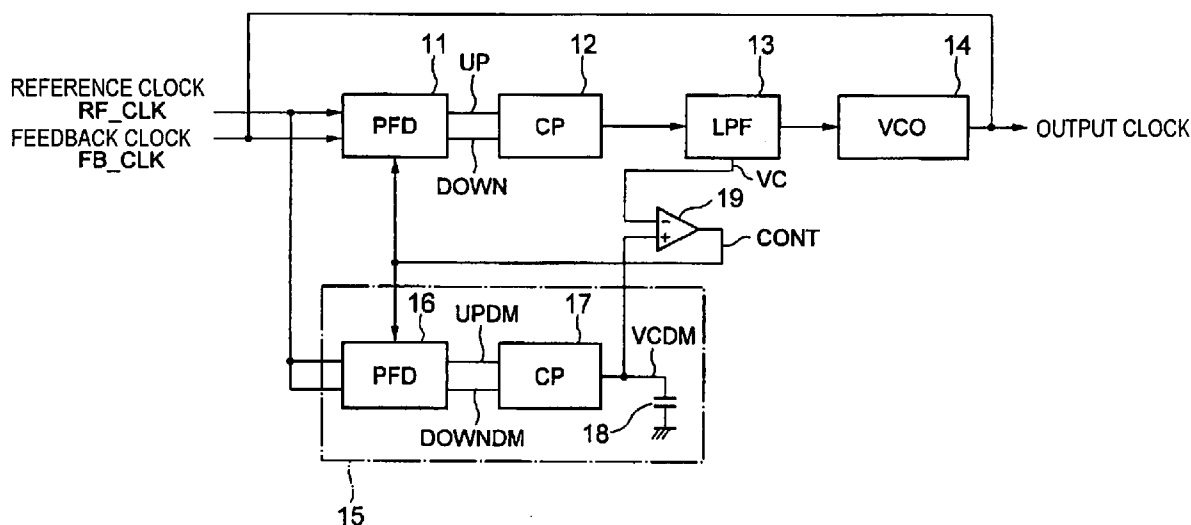 11
UP
12
13
14
REFERENCE CLOCK
RF_CLK
FEEDBACK CLOCK
FB_CLK
PFD
CP
LPF
VCO
OUTPUT CLOCK
DOWN
VC
19
-
+
CONT
16
UPDM
17
VCDM
PFD
CP
18
DOWNDM
15